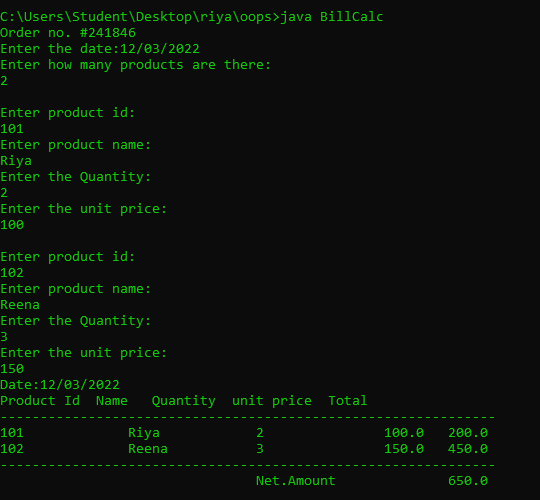 C:\Users\Student\Desktop\riya\oops>java BillCalc
Order no. #241846
Enter the date:12/03/2022
Enter how many products are there:
2
Enter product id:
101
Enter product name:
Riya
Enter the Quantity:
2
Enter the unit price:
100
Enter product id:
102
Enter product name:
Reena
Enter the Quantity:
3
Enter the unit price:
150
Date:12/03/2022
Product Id  Name   Quantity  unit price  Total
--------------------------------------------------------------
101             Riya            2               100.0   200.0
102             Reena           3               150.0   450.0
--------------------------------------------------------------
                                Net.Amount              650.0